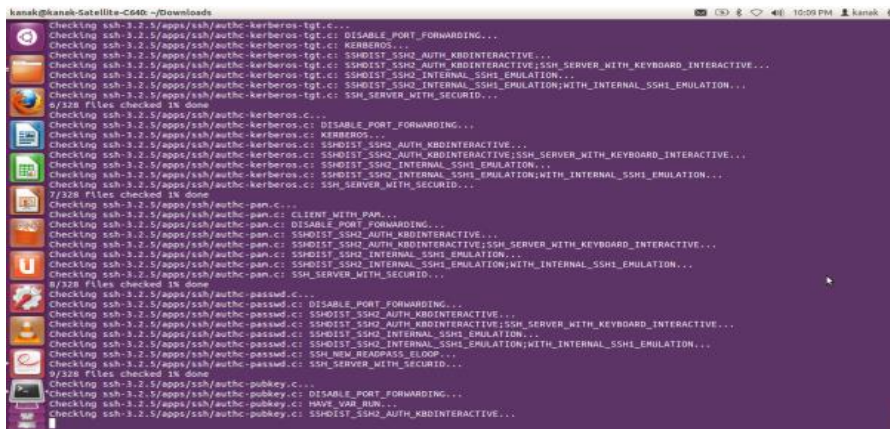 kanak@kanak-Satellite-C640: ~/Downloads
10:09 PM kanak
Checking ssh-3.2.5/apps/ssh/authc-kerberos-tgt.c...
Checking ssh-3.2.5/apps/ssh/authc-kerberos-tgt.c: DISABLE_PORT_FORWARDING...
Checking ssh-3.2.5/apps/ssh/authc-kerberos-tgt.c: KERBEROS...
Checking ssh-3.2.5/apps/ssh/authc-kerberos-tgt.c: SSHDIST_SSH2_AUTH_KBDINTERACTIVE...
Checking ssh-3.2.5/apps/ssh/authc-kerberos-tgt.c: SSHDIST_SSH2_AUTH_KBDINTERACTIVE;SSH_SERVER_WITH_KEYBOARD_INTERACTIVE...
Checking ssh-3.2.5/apps/ssh/authc-kerberos-tgt.c: SSHDIST_SSH2_INTERNAL_SSH1_EMULATION...
Checking ssh-3.2.5/apps/ssh/authc-kerberos-tgt.c: SSHDIST_SSH2_INTERNAL_SSH1_EMULATION;WITH_INTERNAL_SSH1_EMULATION...
Checking ssh-3.2.5/apps/ssh/authc-kerberos-tgt.c: SSH_SERVER_WITH_SECURID...
6/328 files checked 1% done
Checking ssh-3.2.5/apps/ssh/authc-kerberos.c...
Checking ssh-3.2.5/apps/ssh/authc-kerberos.c: DISABLE_PORT_FORWARDING...
Checking ssh-3.2.5/apps/ssh/authc-kerberos.c: KERBEROS...
Checking ssh-3.2.5/apps/ssh/authc-kerberos.c: SSHDIST_SSH2_AUTH_KBDINTERACTIVE...
Checking ssh-3.2.5/apps/ssh/authc-kerberos.c: SSHDIST_SSH2_AUTH_KBDINTERACTIVE;SSH_SERVER_WITH_KEYBOARD_INTERACTIVE...
Checking ssh-3.2.5/apps/ssh/authc-kerberos.c: SSHDIST_SSH2_INTERNAL_SSH1_EMULATION...
Checking ssh-3.2.5/apps/ssh/authc-kerberos.c: SSHDIST_SSH2_INTERNAL_SSH1_EMULATION;WITH_INTERNAL_SSH1_EMULATION...
Checking ssh-3.2.5/apps/ssh/authc-kerberos.c: SSH_SERVER_WITH_SECURID...
7/328 files checked 1% done
Checking ssh-3.2.5/apps/ssh/authc-pam.c...
Checking ssh-3.2.5/apps/ssh/authc-pam.c: CLIENT_WITH_PAM...
Checking ssh-3.2.5/apps/ssh/authc-pam.c: DISABLE_PORT_FORWARDING...
Checking ssh-3.2.5/apps/ssh/authc-pam.c: SSHDIST_SSH2_AUTH_KBDINTERACTIVE...
Checking ssh-3.2.5/apps/ssh/authc-pam.c: SSHDIST_SSH2_AUTH_KBDINTERACTIVE;SSH_SERVER_WITH_KEYBOARD_INTERACTIVE...
Checking ssh-3.2.5/apps/ssh/authc-pam.c: SSHDIST_SSH2_INTERNAL_SSH1_EMULATION...
Checking ssh-3.2.5/apps/ssh/authc-pam.c: SSHDIST_SSH2_INTERNAL_SSH1_EMULATION;WITH_INTERNAL_SSH1_EMULATION...
Checking ssh-3.2.5/apps/ssh/authc-pam.c: SSH_SERVER_WITH_SECURID...
8/328 files checked 1% done
Checking ssh-3.2.5/apps/ssh/authc-passwd.c...
Checking ssh-3.2.5/apps/ssh/authc-passwd.c: DISABLE_PORT_FORWARDING...
Checking ssh-3.2.5/apps/ssh/authc-passwd.c: SSHDIST_SSH2_AUTH_KBDINTERACTIVE...
Checking ssh-3.2.5/apps/ssh/authc-passwd.c: SSHDIST_SSH2_AUTH_KBDINTERACTIVE;SSH_SERVER_WITH_KEYBOARD_INTERACTIVE...
Checking ssh-3.2.5/apps/ssh/authc-passwd.c: SSHDIST_SSH2_INTERNAL_SSH1_EMULATION...
Checking ssh-3.2.5/apps/ssh/authc-passwd.c: SSHDIST_SSH2_INTERNAL_SSH1_EMULATION;WITH_INTERNAL_SSH1_EMULATION...
Checking ssh-3.2.5/apps/ssh/authc-passwd.c: SSH_NEW_READPASS_ELOOP...
Checking ssh-3.2.5/apps/ssh/authc-passwd.c: SSH_SERVER_WITH_SECURID...
9/328 files checked 1% done
Checking ssh-3.2.5/apps/ssh/authc-pubkey.c...
Checking ssh-3.2.5/apps/ssh/authc-pubkey.c: DISABLE_PORT_FORWARDING...
Checking ssh-3.2.5/apps/ssh/authc-pubkey.c: HAVE_VAR_RUN...
Checking ssh-3.2.5/apps/ssh/authc-pubkey.c: SSHDIST_SSH2_AUTH_KBDINTERACTIVE...